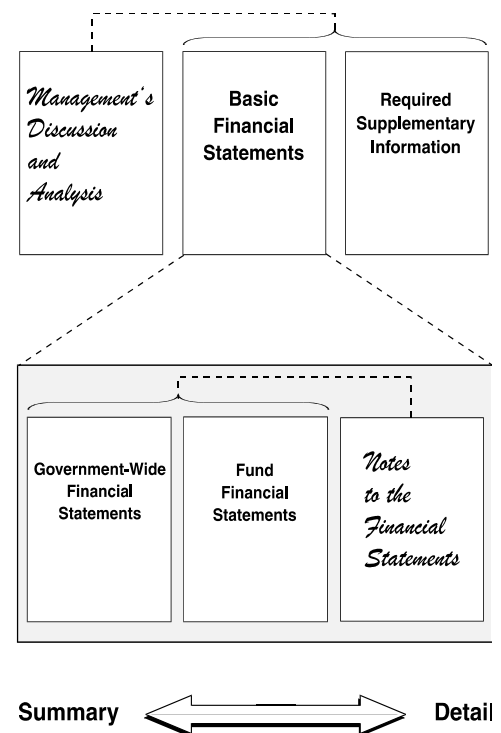 Management's
Discussion
and
Analysis
Basic
Financial
Statements
Required
Supplementary
Information
Government-Wide
Financial
Statements
Fund
Financial
Statements
Notes
to the
Financial
Statements
Summary
Detail